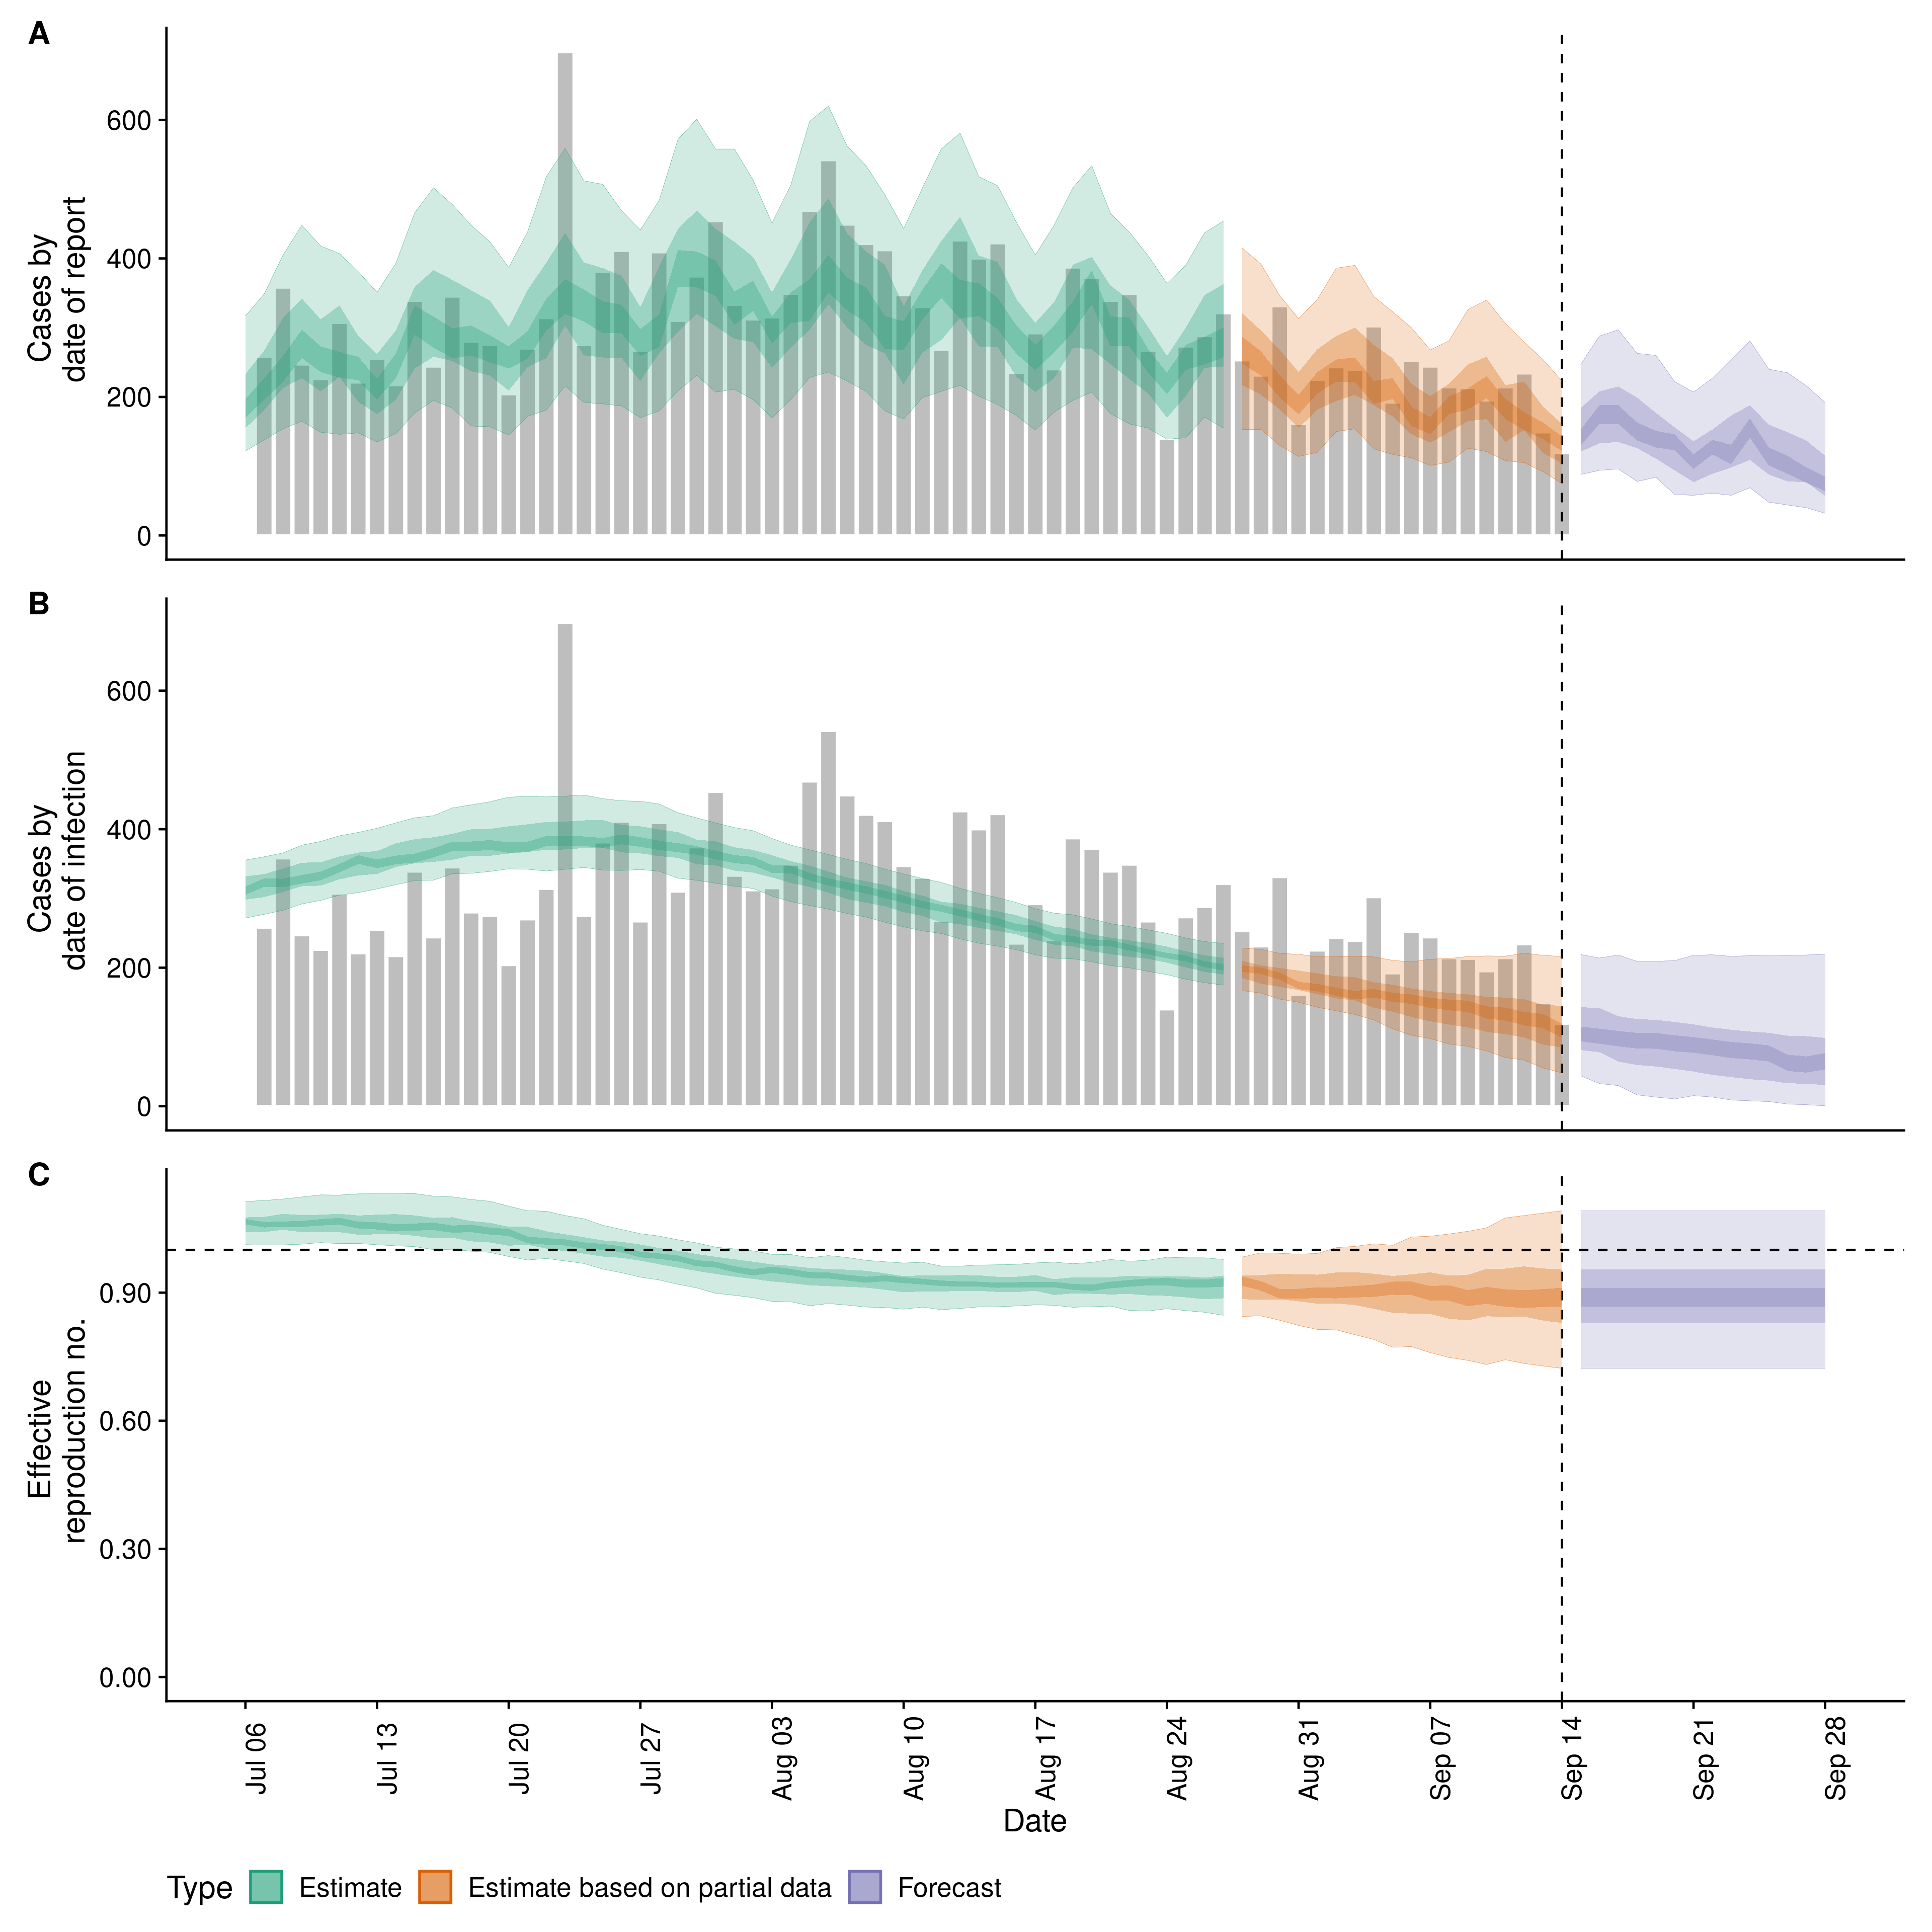 A
Cases by
date of report
600
400
200
0
B
Cases by
date of infection
600
400
200
0
C
Effective
reproduction no.
0.90
0.60
0.30
0.00
Jul 06
Jul 13
Jul 20
Jul 27
Aug 03
Aug 10
Aug 17
Aug 24
Aug 31
Sep 07
Sep 14
Sep 21
Sep 28
Date
Type Estimate Estimate based on partial data Forecast